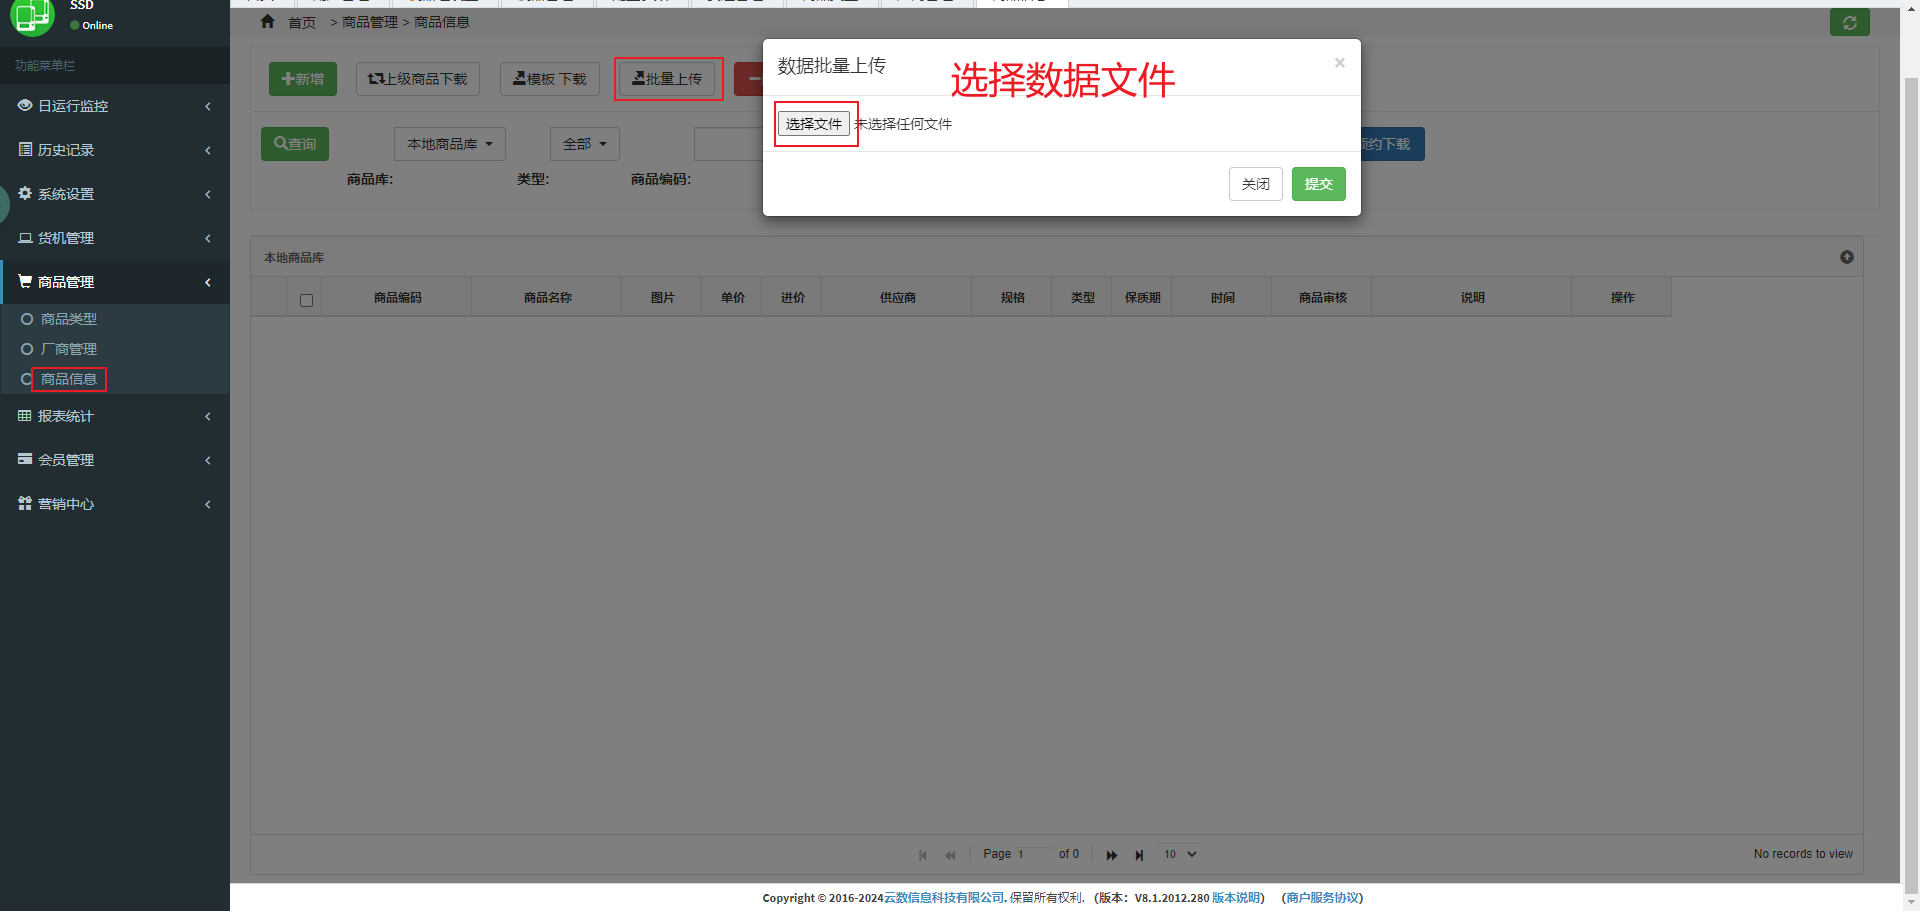 SSD
Online
功能菜单栏
日运行监控
历史记录
系统设置
货机管理
商品管理
商品类型
厂商管理
商品信息
报表统计
会员管理
营销中心
首页 > 商品管理 > 商品信息
新增
上级商品下载
模板 下载
批量上传
查询
本地商品库
全部
商品库:
类型:
商品编码:
约下载
数据批量上传
×
选择数据文件
选择文件 未选择任何文件
关闭
提交
本地商品库
商品编码 商品名称 图片 单价 进价 供应商 规格 类型 保质期 时间 商品审核 说明 操作
Page 1 of 0
10
No records to view
Copyright © 2016-2024云数信息科技有限公司. 保留所有权利. (版本：V8.1.2012.280 版本说明) (商户服务协议)